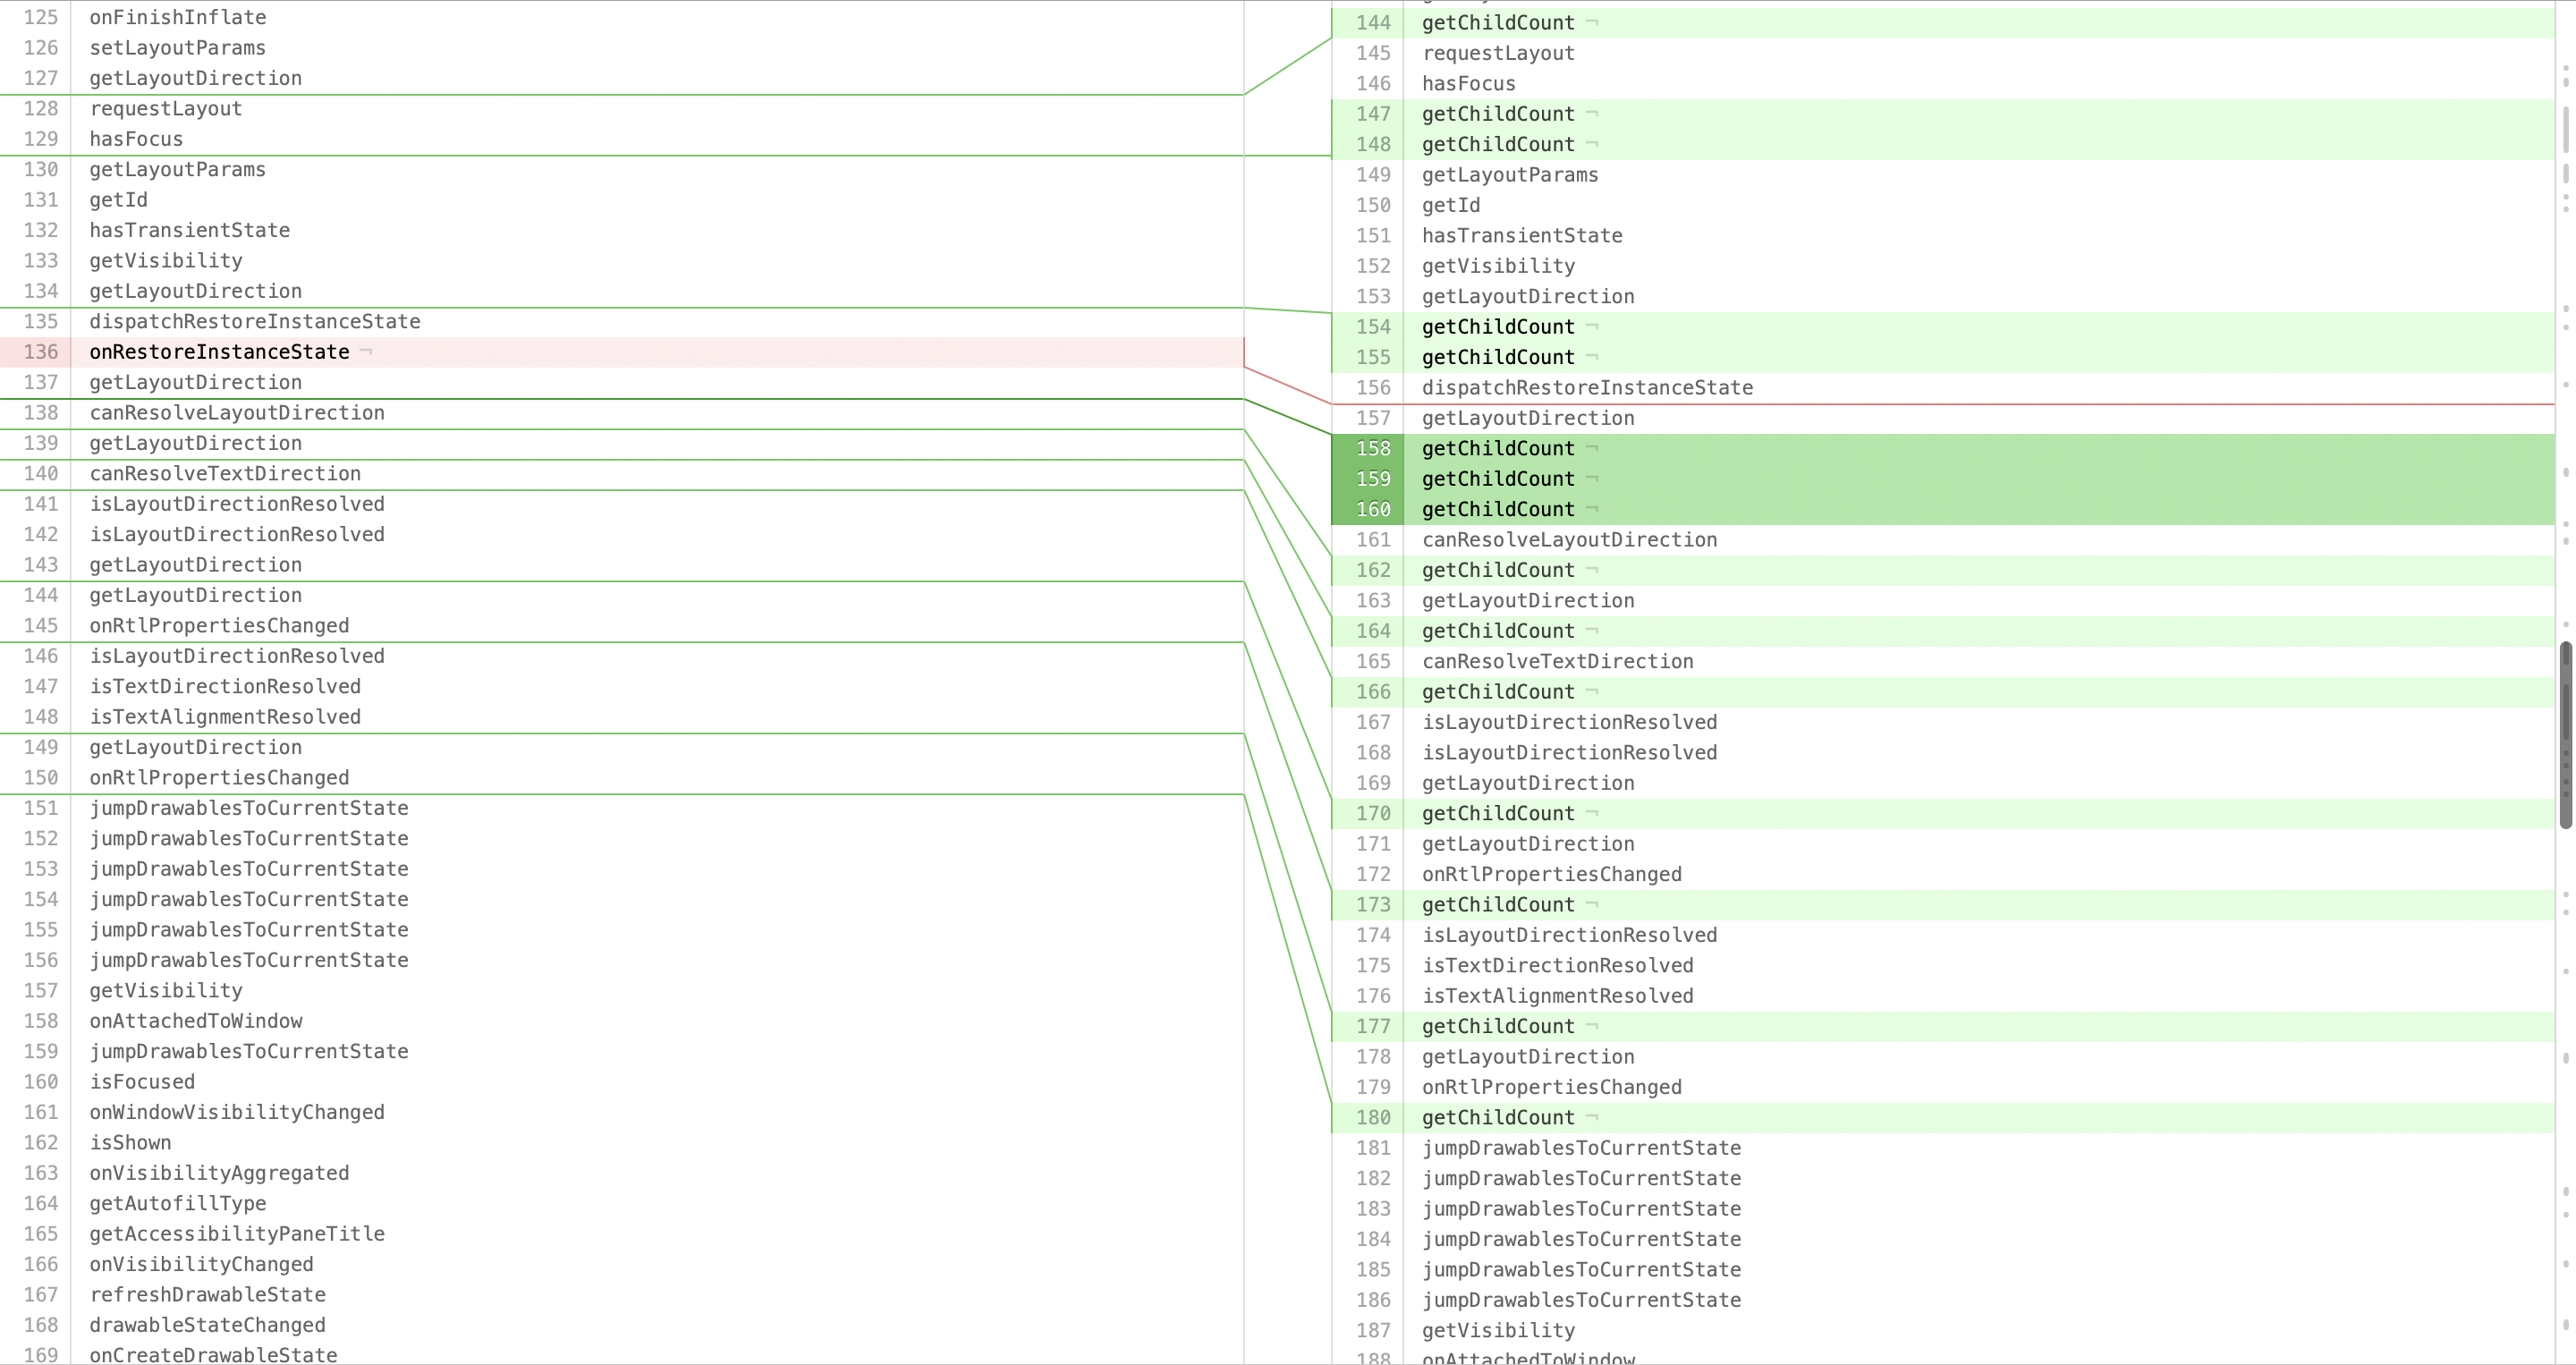 125 onFinishInflate
126 setLayoutParams
127 getLayoutDirection
128 requestLayout
129 hasFocus
130 getLayoutParams
131 getId
132 hasTransientState
133 getVisibility
134 getLayoutDirection
135 dispatchRestoreInstanceState
136 onRestoreInstanceState ¬
137 getLayoutDirection
138 canResolveLayoutDirection
139 getLayoutDirection
140 canResolveTextDirection
141 isLayoutDirectionResolved
142 isLayoutDirectionResolved
143 getLayoutDirection
144 getLayoutDirection
145 onRtlPropertiesChanged
146 isLayoutDirectionResolved
147 isTextDirectionResolved
148 isTextAlignmentResolved
149 getLayoutDirection
150 onRtlPropertiesChanged
151 jumpDrawablesToCurrentState
152 jumpDrawablesToCurrentState
153 jumpDrawablesToCurrentState
154 jumpDrawablesToCurrentState
155 jumpDrawablesToCurrentState
156 jumpDrawablesToCurrentState
157 getVisibility
158 onAttachedToWindow
159 jumpDrawablesToCurrentState
160 isFocused
161 onWindowVisibilityChanged
162 isShown
163 onVisibilityAggregated
164 getAutofillType
165 getAccessibilityPaneTitle
166 onVisibilityChanged
167 refreshDrawableState
168 drawableStateChanged
169 onCreateDrawableState
144 getChildCount ¬
145 requestLayout
146 hasFocus
147 getChildCount ¬
148 getChildCount ¬
149 getLayoutParams
150 getId
151 hasTransientState
152 getVisibility
153 getLayoutDirection
154 getChildCount ¬
155 getChildCount ¬
156 dispatchRestoreInstanceState
157 getLayoutDirection
158 getChildCount ¬
159 getChildCount ¬
160 getChildCount ¬
161 canResolveLayoutDirection
162 getChildCount ¬
163 getLayoutDirection
164 getChildCount ¬
165 canResolveTextDirection
166 getChildCount ¬
167 isLayoutDirectionResolved
168 isLayoutDirectionResolved
169 getLayoutDirection
170 getChildCount ¬
171 getLayoutDirection
172 onRtlPropertiesChanged
173 getChildCount ¬
174 isLayoutDirectionResolved
175 isTextDirectionResolved
176 isTextAlignmentResolved
177 getChildCount ¬
178 getLayoutDirection
179 onRtlPropertiesChanged
180 getChildCount ¬
181 jumpDrawablesToCurrentState
182 jumpDrawablesToCurrentState
183 jumpDrawablesToCurrentState
184 jumpDrawablesToCurrentState
185 jumpDrawablesToCurrentState
186 jumpDrawablesToCurrentState
187 getVisibility
188 onAttachedToWindow